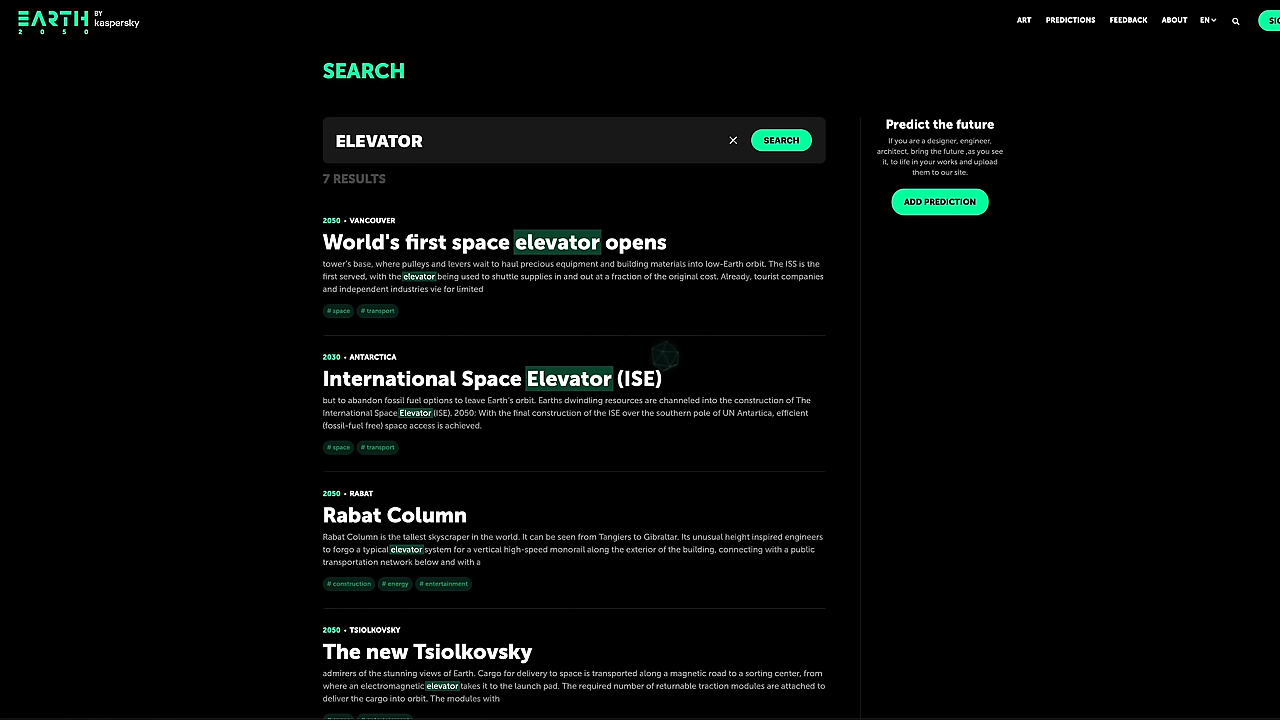 EARTH BY
kaspersky
2 0 5 0
ART PREDICTIONS FEEDBACK ABOUT EN
SEARCH
ELEVATOR
SEARCH
7 RESULTS
2050 • VANCOUVER
World's first space elevator opens
tower's base, where pulleys and levers wait to haul precious equipment and building materials into low-Earth orbit. The ISS is the
first served, with the elevator being used to shuttle supplies in and out at a fraction of the original cost. Already, tourist companies
and independent industries vie for limited
# space # transport
2030 • ANTARCTICA
International Space Elevator (ISE)
but to abandon fossil fuel options to leave Earth's orbit. Earths dwindling resources are channeled into the construction of The
International Space Elevator (ISE). 2050: With the final construction of the ISE over the southern pole of UN Antartica, efficient
(fossil-fuel free) space access is achieved.
# space # transport
2050 • RABAT
Rabat Column
Rabat Column is the tallest skyscraper in the world. It can be seen from Tangiers to Gibraltar. Its unusual height inspired engineers
to forgo a typical elevator system for a vertical high-speed monorail along the exterior of the building, connecting with a public
transportation network below and with a
# construction # energy # entertainment
2050 • TSIOLKOVSKY
The new Tsiolkovsky
admirers of the stunning views of Earth. Cargo for delivery to space is transported along a magnetic road to a sorting center, from
where an electromagnetic elevator takes it to the launch pad. The required number of returnable traction modules are attached to
deliver the cargo into orbit. The modules with
Predict the future
If you are a designer, engineer,
architect, bring the future ,as you see
it, to life in your works and upload
them to our site.
ADD PREDICTION